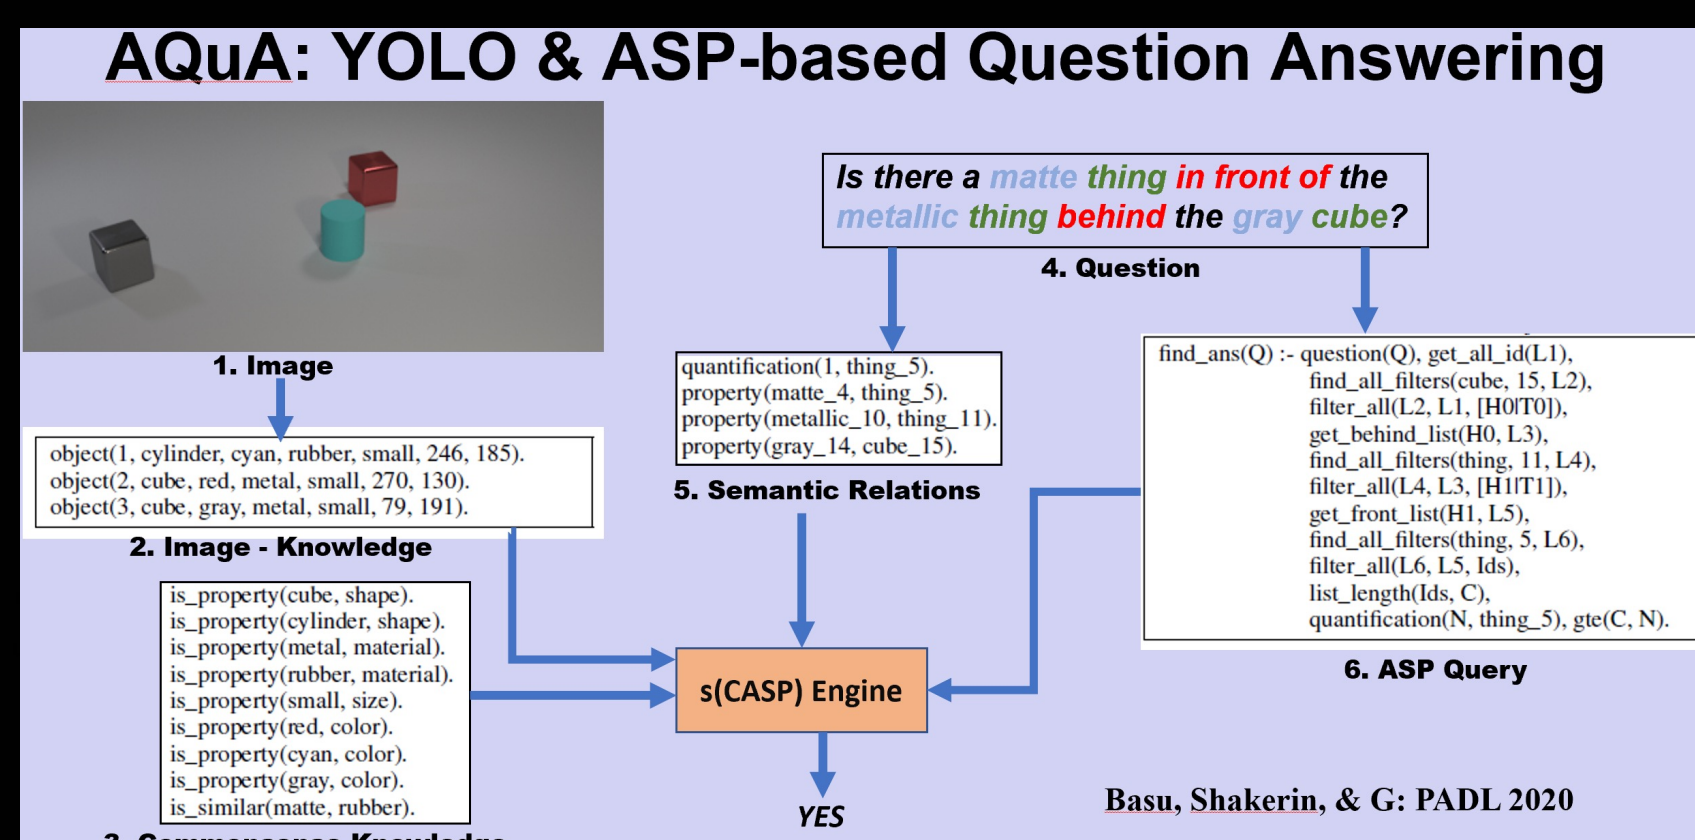 AQuA: YOLO & ASP-based Question Answering
1. Image
object(1, cylinder, cyan, rubber, small, 246, 185).
object(2, cube, red, metal, small, 270, 130).
object(3, cube, gray, metal, small, 79, 191).
2. Image - Knowledge
is_property(cube, shape).
is_property(cylinder, shape).
is_property(metal, material).
is_property(rubber, material).
is_property(small, size).
is_property(red, color).
is_property(cyan, color).
is_property(gray, color).
is_similar(matte, rubber).
3. Commonsense Knowledge
Is there a matte thing in front of the
metallic thing behind the gray cube?
4. Question
quantification(1, thing_5).
property(matte_4, thing_5).
property(metallic_10, thing_11).
property(gray_14, cube_15).
5. Semantic Relations
find_ans(Q) :- question(Q), get_all_id(L1),
find_all_filters(cube, 15, L2),
filter_all(L2, L1, [H0|T0]),
get_behind_list(H0, L3),
find_all_filters(thing, 11, L4),
filter_all(L4, L3, [H1|T1]),
get_front_list(H1, L5),
find_all_filters(thing, 5, L6),
filter_all(L6, L5, Ids),
list_length(Ids, C),
quantification(N, thing_5), gte(C, N).
6. ASP Query
s(CASP) Engine
YES
Basu, Shakerin, & G: PADL 2020